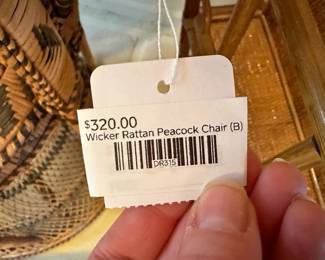 $320.00
Wicker Rattan Peacock Chair (B)
DR315